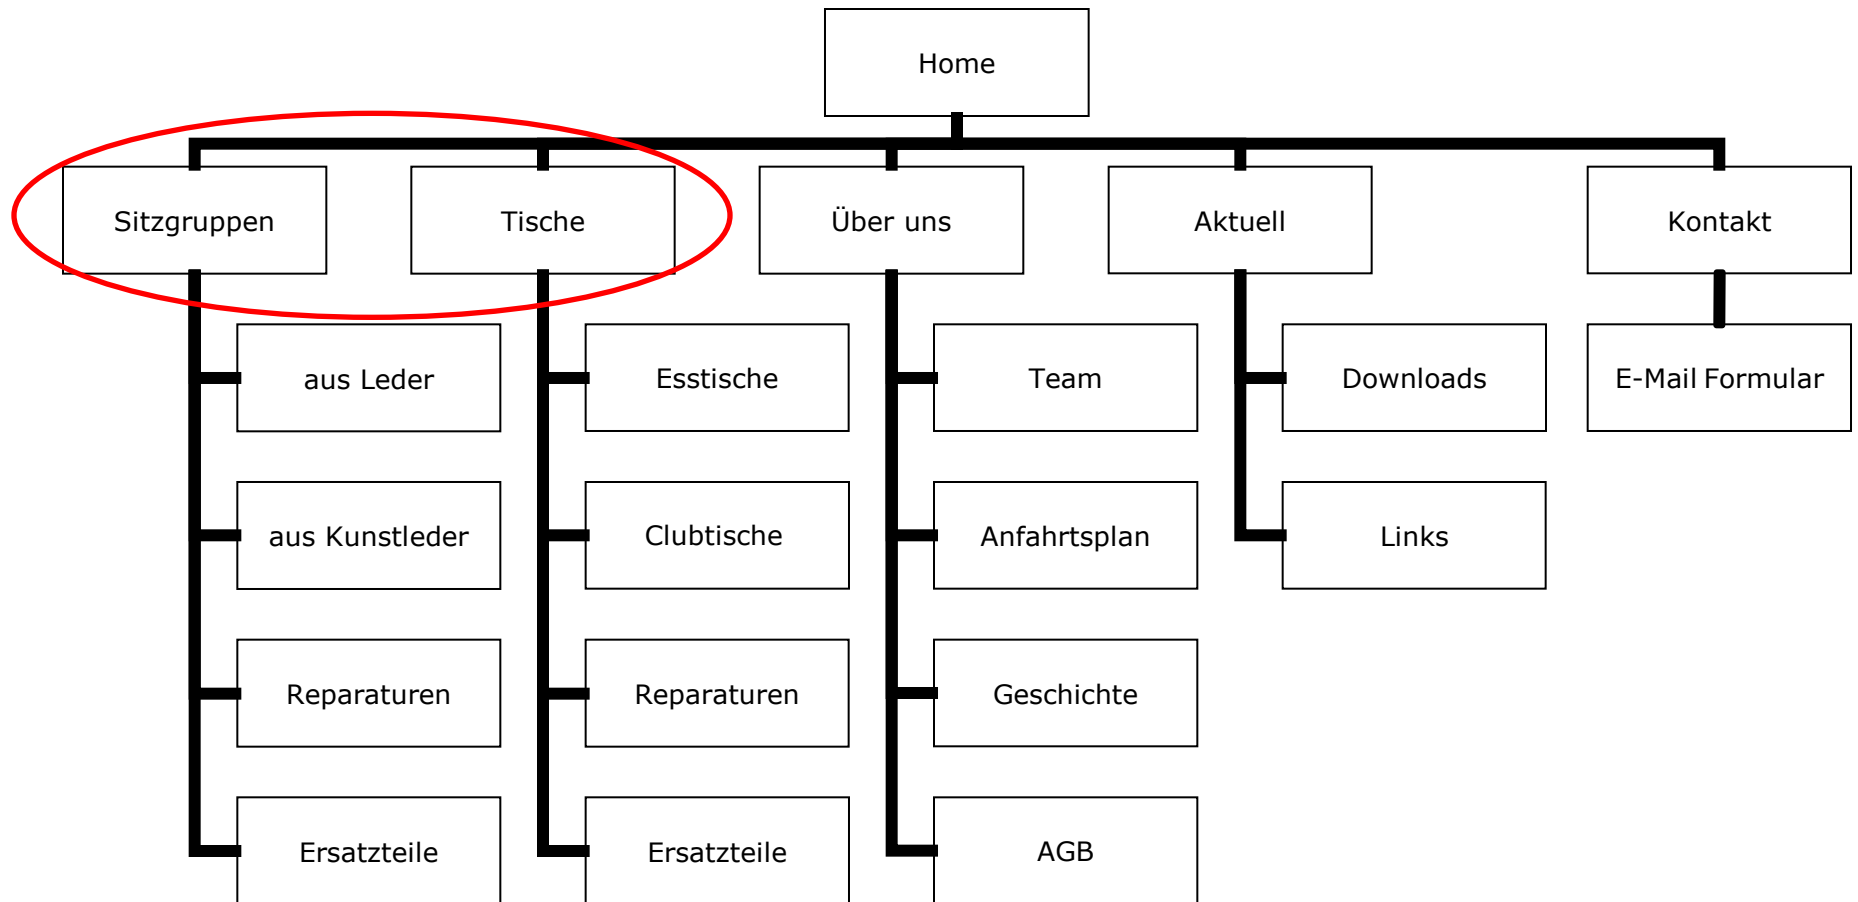 Home
Sitzgruppen
Tische
Über uns
Aktuell
Kontakt
aus Leder
Esstische
Team
Downloads
E-Mail Formular
aus Kunstleder
Clubtische
Anfahrtsplan
Links
Reparaturen
Reparaturen
Geschichte
Ersatzteile
Ersatzteile
AGB